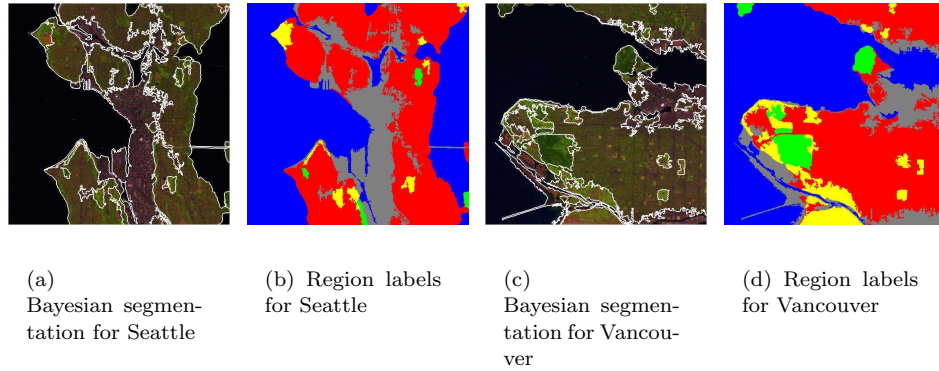 (a)
Bayesian segmen-
tation for Seattle
(b) Region labels
for Seattle
(c)
Bayesian segmen-
tation for Vancou-
ver
(d) Region labels
for Vancouver